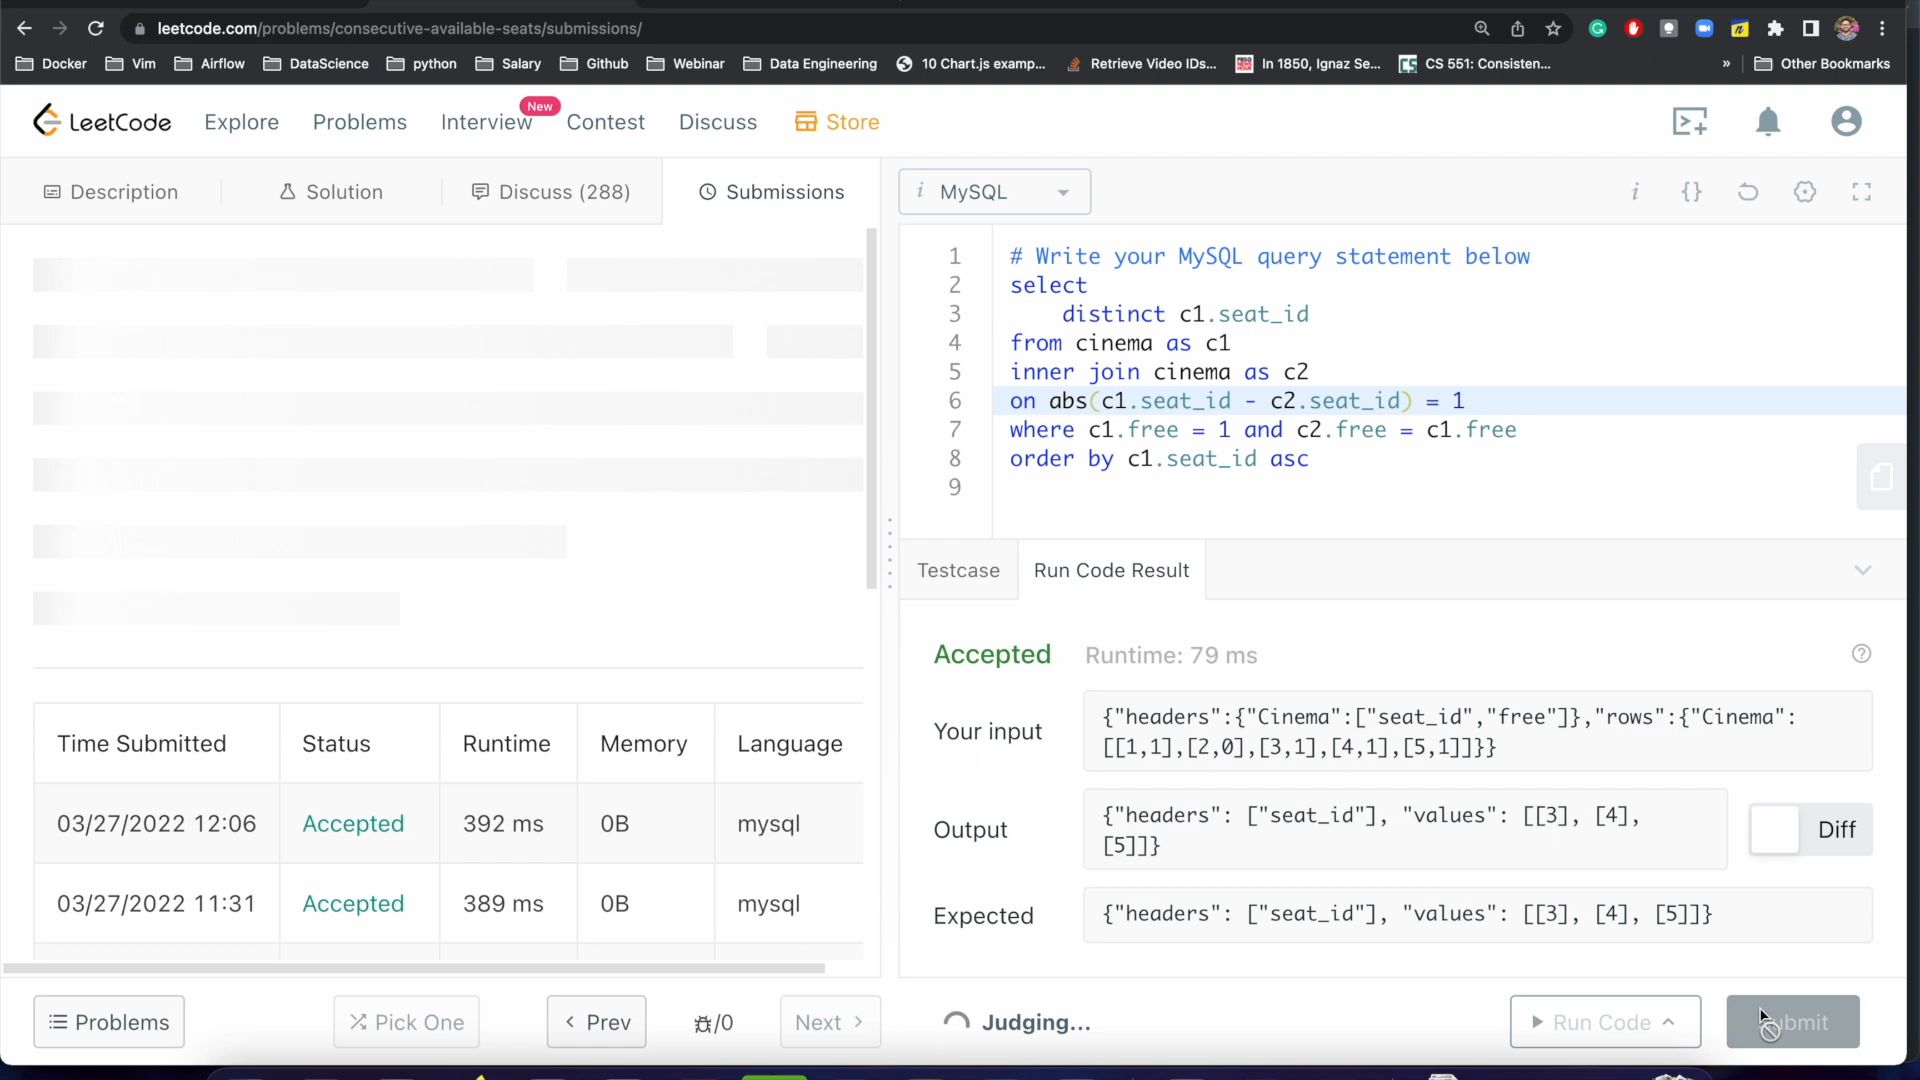 leetcode.com/problems/consecutive-available-seats/submissions/
Docker Vim Airflow DataScience python Salary Github Webinar Data Engineering 10 Chart.js examp... Retrieve Video IDs... In 1850, Ignaz Se... CS 551: Consisten... » Other Bookmarks
LeetCode Explore Problems Interview New Contest Discuss Store
Description Solution Discuss (288) Submissions
Time Submitted Status Runtime Memory Language
03/27/2022 12:06 Accepted 392 ms 0B mysql
03/27/2022 11:31 Accepted 389 ms 0B mysql
Problems Pick One < Prev /0 Next >
i MySQL
1 # Write your MySQL query statement below
2 select
3 distinct c1.seat_id
4 from cinema as c1
5 inner join cinema as c2
6 on abs(c1.seat_id - c2.seat_id) = 1
7 where c1.free = 1 and c2.free = c1.free
8 order by c1.seat_id asc
9
Testcase Run Code Result
Accepted Runtime: 79 ms
Your input
{"headers":{"Cinema":["seat_id","free"]},"rows":{"Cinema":
[[1,1],[2,0],[3,1],[4,1],[5,1]]}}
Output
{"headers": ["seat_id"], "values": [[3], [4],
[5]]}
Diff
Expected
{"headers": ["seat_id"], "values": [[3], [4], [5]]}
Judging... Run Code